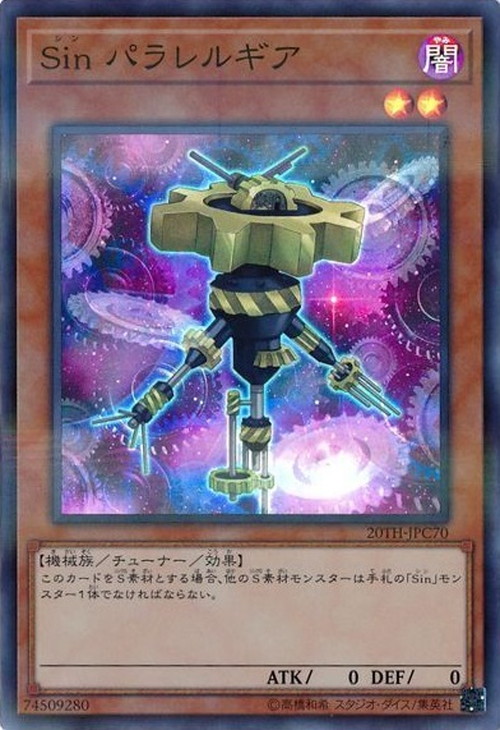 Sin パラレルギア
闇
20TH-JPC70
【機械族／チューナー／効果】
このカードをS素材とする場合、他のS素材モンスターは手札の「Sin」モン
スター1体でなければならない。
ATK/ 0 DEF/ 0
74509280
©高橋和希 スタジオ・ダイス/集英社